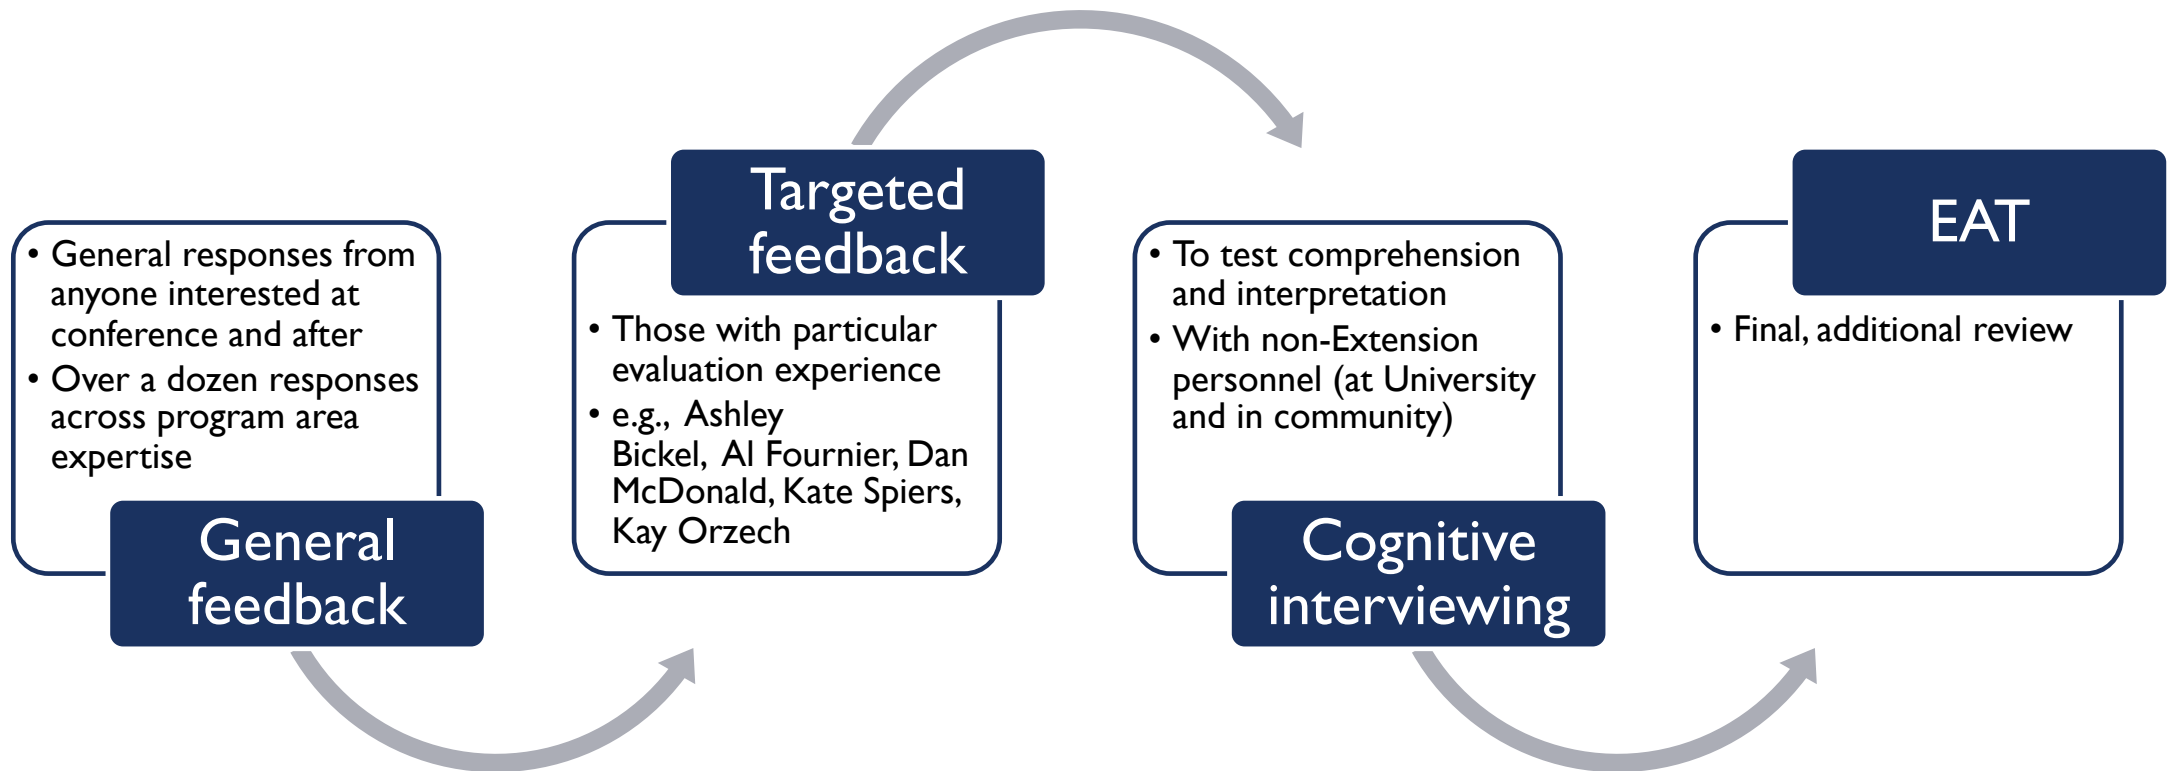 • General responses from
anyone interested at
conference and after
• Over a dozen responses
across program area
expertise
General
feedback
Targeted
feedback
• Those with particular
evaluation experience
• e.g., Ashley
Bickel, Al Fournier, Dan
McDonald, Kate Spiers,
Kay Orzech
• To test comprehension
and interpretation
• With non-Extension
personnel (at University
and in community)
Cognitive
interviewing
EAT
• Final, additional review